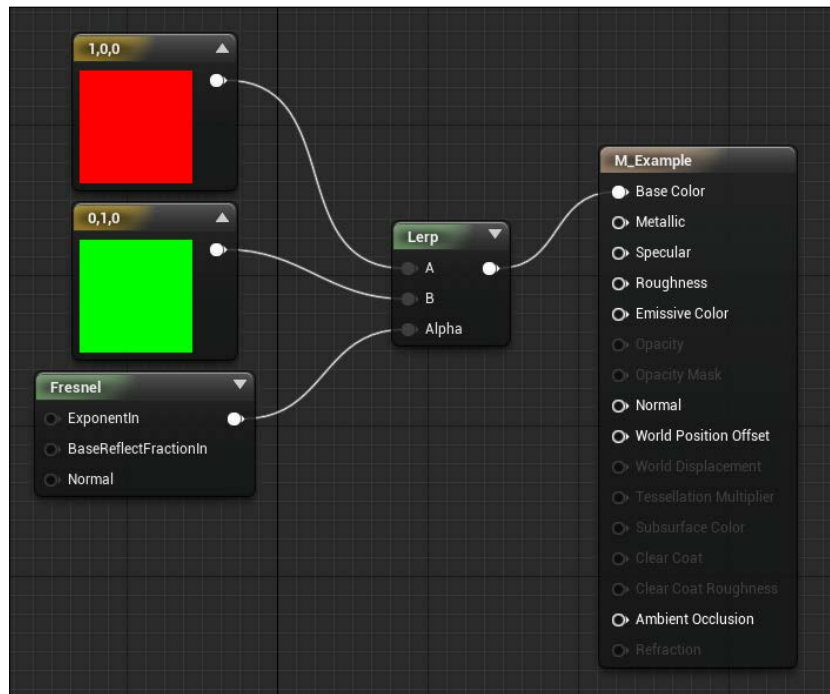 1,0,0
0,1,0
Fresnel
ExponentIn
BaseReflectFractionIn
Normal
Lerp
A
B
Alpha
M_Example
Base Color
Metallic
Specular
Roughness
Emissive Color
Opacity
Opacity Mask
Normal
World Position Offset
World Displacement
Tessellation Multiplier
Subsurface Color
Clear Coat
Clear Coat Roughness
Ambient Occlusion
Refraction